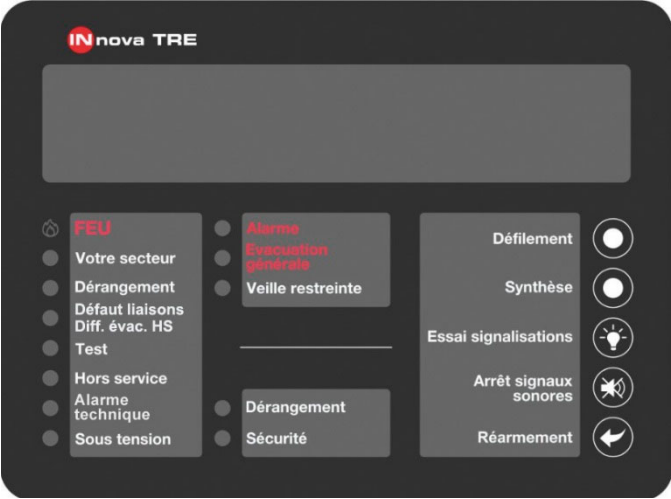 INnova TRE
FEU
Votre secteur
Dérangement
Défaut liaisons
Diff. évac. HS
Test
Hors service
Alarme
technique
Sous tension
Alarme
Evacuation
générale
Veille restreinte
Dérangement
Sécurité
Défilement
Synthèse
Essai signalisations
Arrêt signaux
sonores
Réarmement